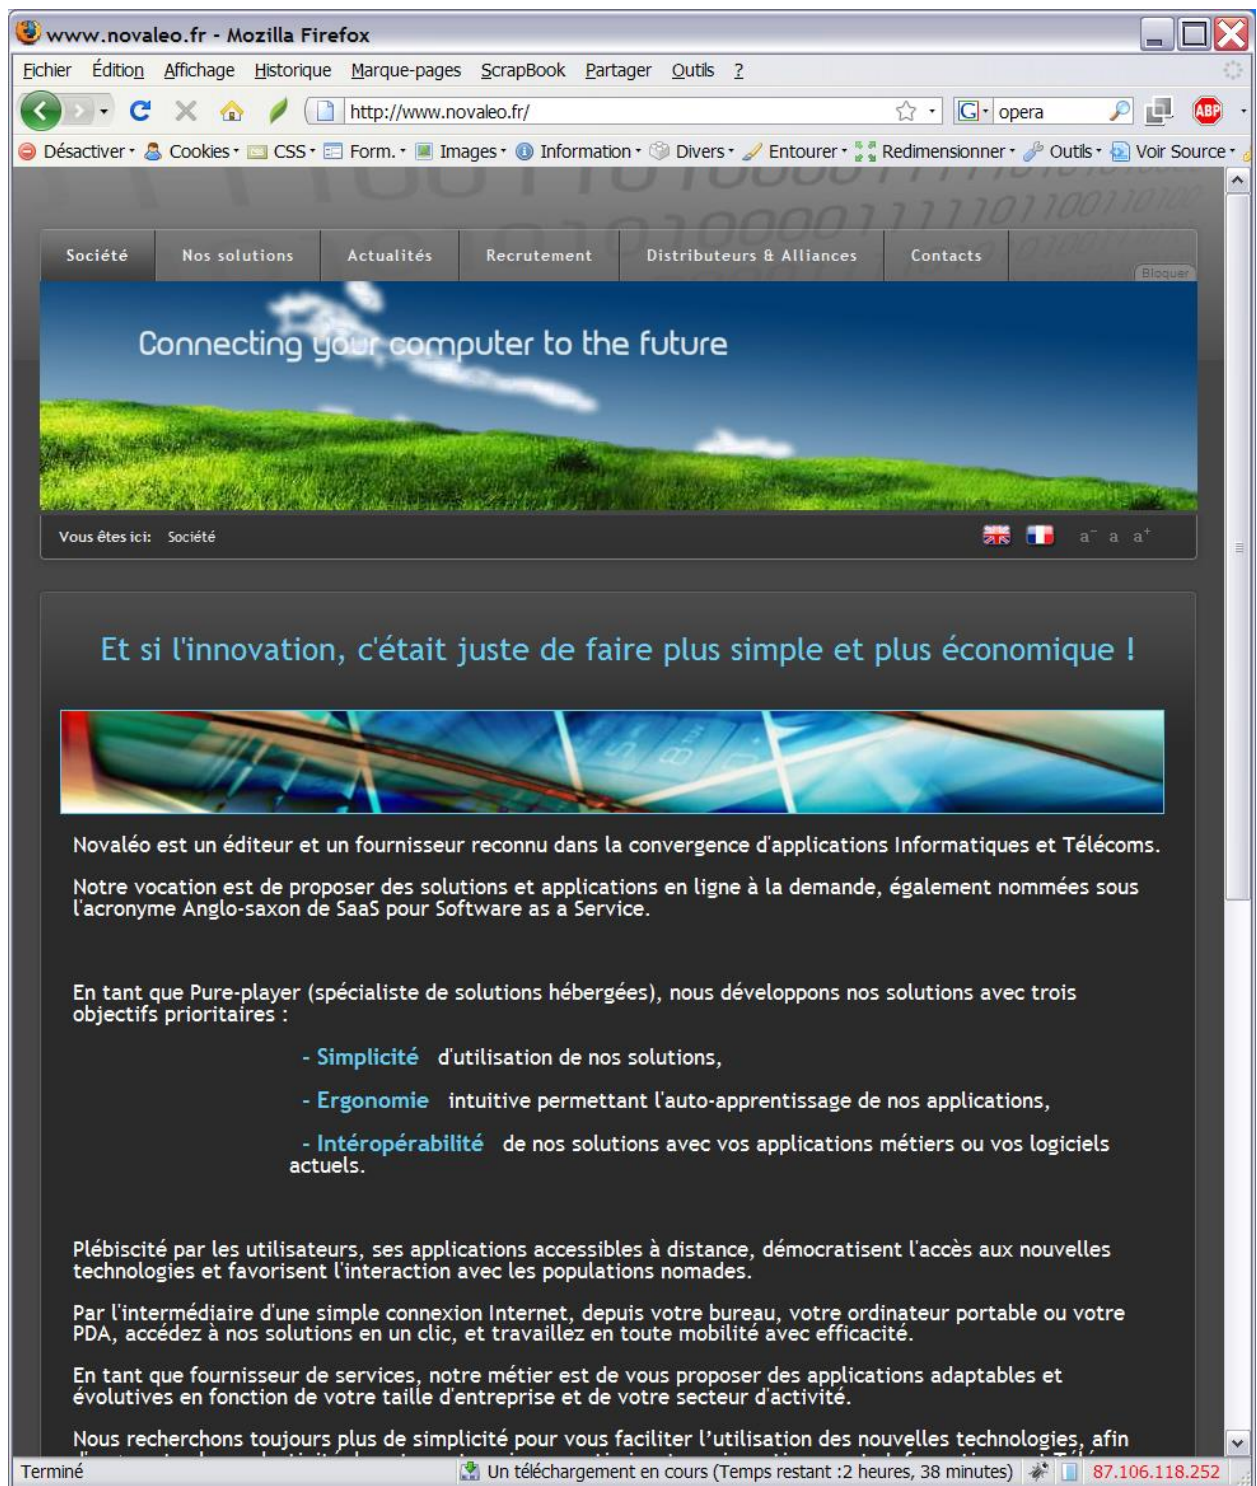 www.novaleo.fr - Mozilla Firefox
Fichier Édition Affichage Historique Marque-pages ScrapBook Partager Outils ?
http://www.novaleo.fr/ G opera ABP
Désactiver Cookies CSS Form. Images Information Divers Entourer Redimensionner Outils Voir Source
Société Nos solutions Actualités Recrutement Distributeurs & Alliances Contacts
Bloquer
Connecting your computer to the future
Vous êtes ici: Société a- a a+
Et si l'innovation, c'était juste de faire plus simple et plus économique !
Novaléo est un éditeur et un fournisseur reconnu dans la convergence d'applications Informatiques et Télécoms.
Notre vocation est de proposer des solutions et applications en ligne à la demande, également nommées sous
l'acronyme Anglo-saxon de SaaS pour Software as a Service.
En tant que Pure-player (spécialiste de solutions hébergées), nous développons nos solutions avec trois
objectifs prioritaires :
- Simplicité d'utilisation de nos solutions,
- Ergonomie intuitive permettant l'auto-apprentissage de nos applications,
- Intéropérabilité de nos solutions avec vos applications métiers ou vos logiciels
actuels.
Plébiscité par les utilisateurs, ses applications accessibles à distance, démocratisent l'accès aux nouvelles
technologies et favorisent l'interaction avec les populations nomades.
Par l'intermédiaire d'une simple connexion Internet, depuis votre bureau, votre ordinateur portable ou votre
PDA, accédez à nos solutions en un clic, et travaillez en toute mobilité avec efficacité.
En tant que fournisseur de services, notre métier est de vous proposer des applications adaptables et
évolutives en fonction de votre taille d'entreprise et de votre secteur d'activité.
Nous recherchons toujours plus de simplicité pour vous faciliter l’utilisation des nouvelles technologies, afin
Terminé Un téléchargement en cours (Temps restant :2 heures, 38 minutes) 87.106.118.252